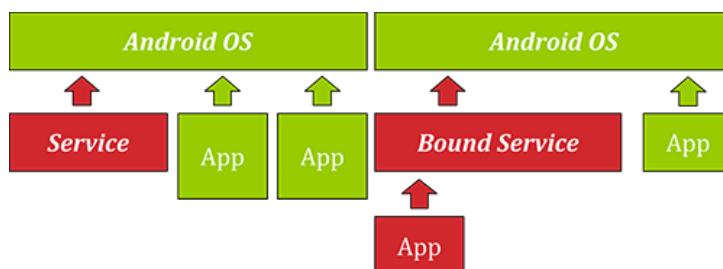 Android OS
Android OS
Service
App
App
Bound Service
App
App